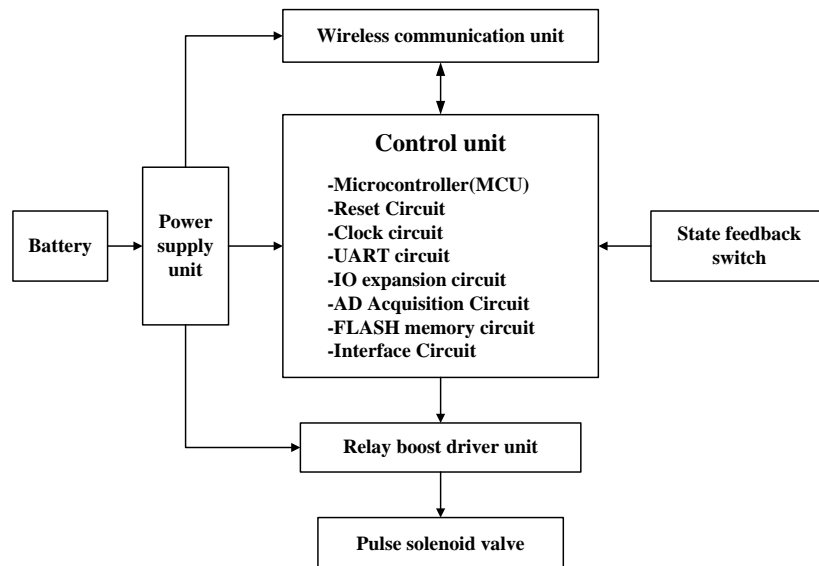 Wireless communication unit
Control unit
-Microcontroller(MCU)
-Reset Circuit
-Clock circuit
-UART circuit
-IO expansion circuit
-AD Acquisition Circuit
-FLASH memory circuit
-Interface Circuit
Battery
Power
supply
unit
State feedback
switch
Relay boost driver unit
Pulse solenoid valve